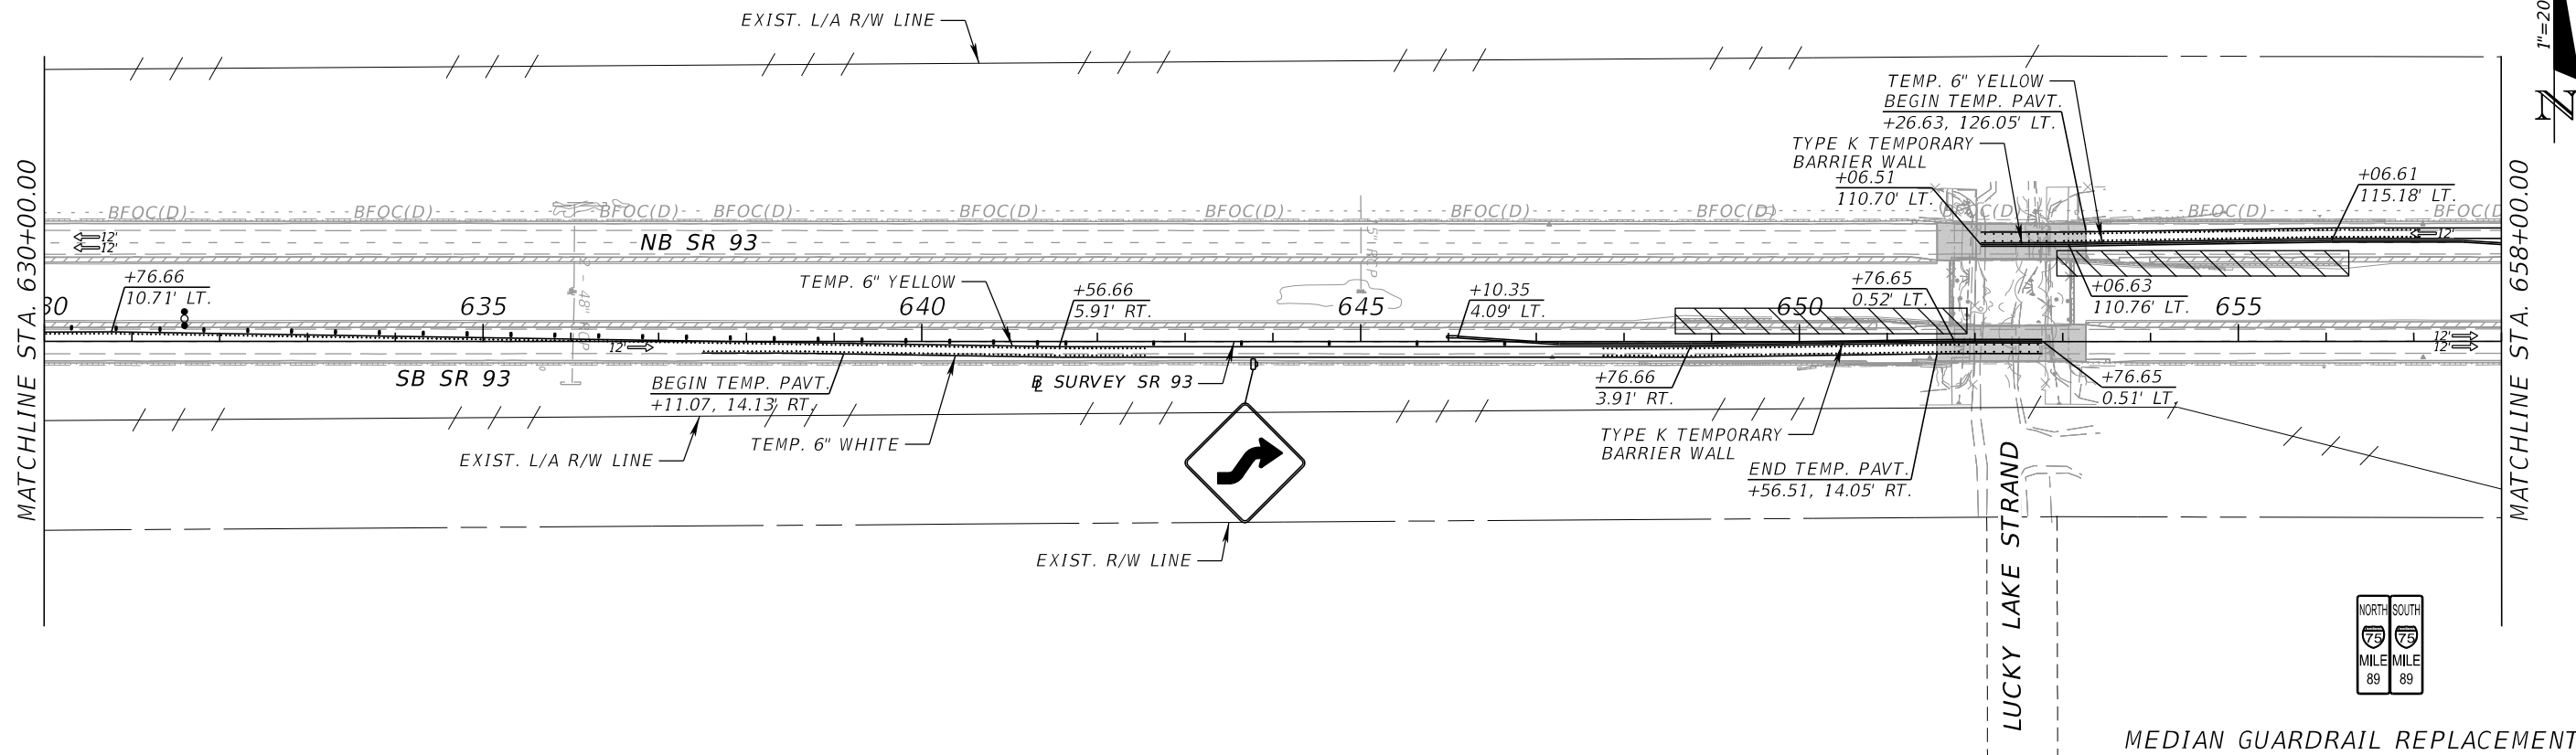 EXIST. L/A R/W LINE
1"=20
N
TEMP. 6" YELLOW
BEGIN TEMP. PAVT.
+26.63, 126.05' LT.
TYPE K TEMPORARY
BARRIER WALL
+06.51
110.70' LT.
+06.61
115.18' LT.
MATCHLINE STA. 630+00.00
MATCHLINE STA. 658+00.00
BFOC(D)
BFOC(D)
BFOC(D)
BFOC(D)
BFOC(D)
BFOC(D)
BFOC(D)
BFOC(D)
BFOC(D)
BFOC(D
12'
12'
NB SR 93
12'
+76.66
10.71' LT.
TEMP. 6" YELLOW
+56.66
5.91' RT.
+10.35
4.09' LT.
+76.65
0.52' LT.
+06.63
110.76' LT.
30
635
640
645
650
655
12'
12'
12'
SB SR 93
BEGIN TEMP. PAVT.
+11.07, 14.13' RT.
TEMP. 6" WHITE
EXIST. L/A R/W LINE
SURVEY SR 93
+76.66
3.91' RT.
TYPE K TEMPORARY
BARRIER WALL
END TEMP. PAVT.
+56.51, 14.05' RT.
+76.65
0.51' LT.
EXIST. R/W LINE
LUCKY LAKE STRAND
NORTH
75
MILE
89
SOUTH
75
MILE
89
MEDIAN GUARDRAIL REPLACEMENT